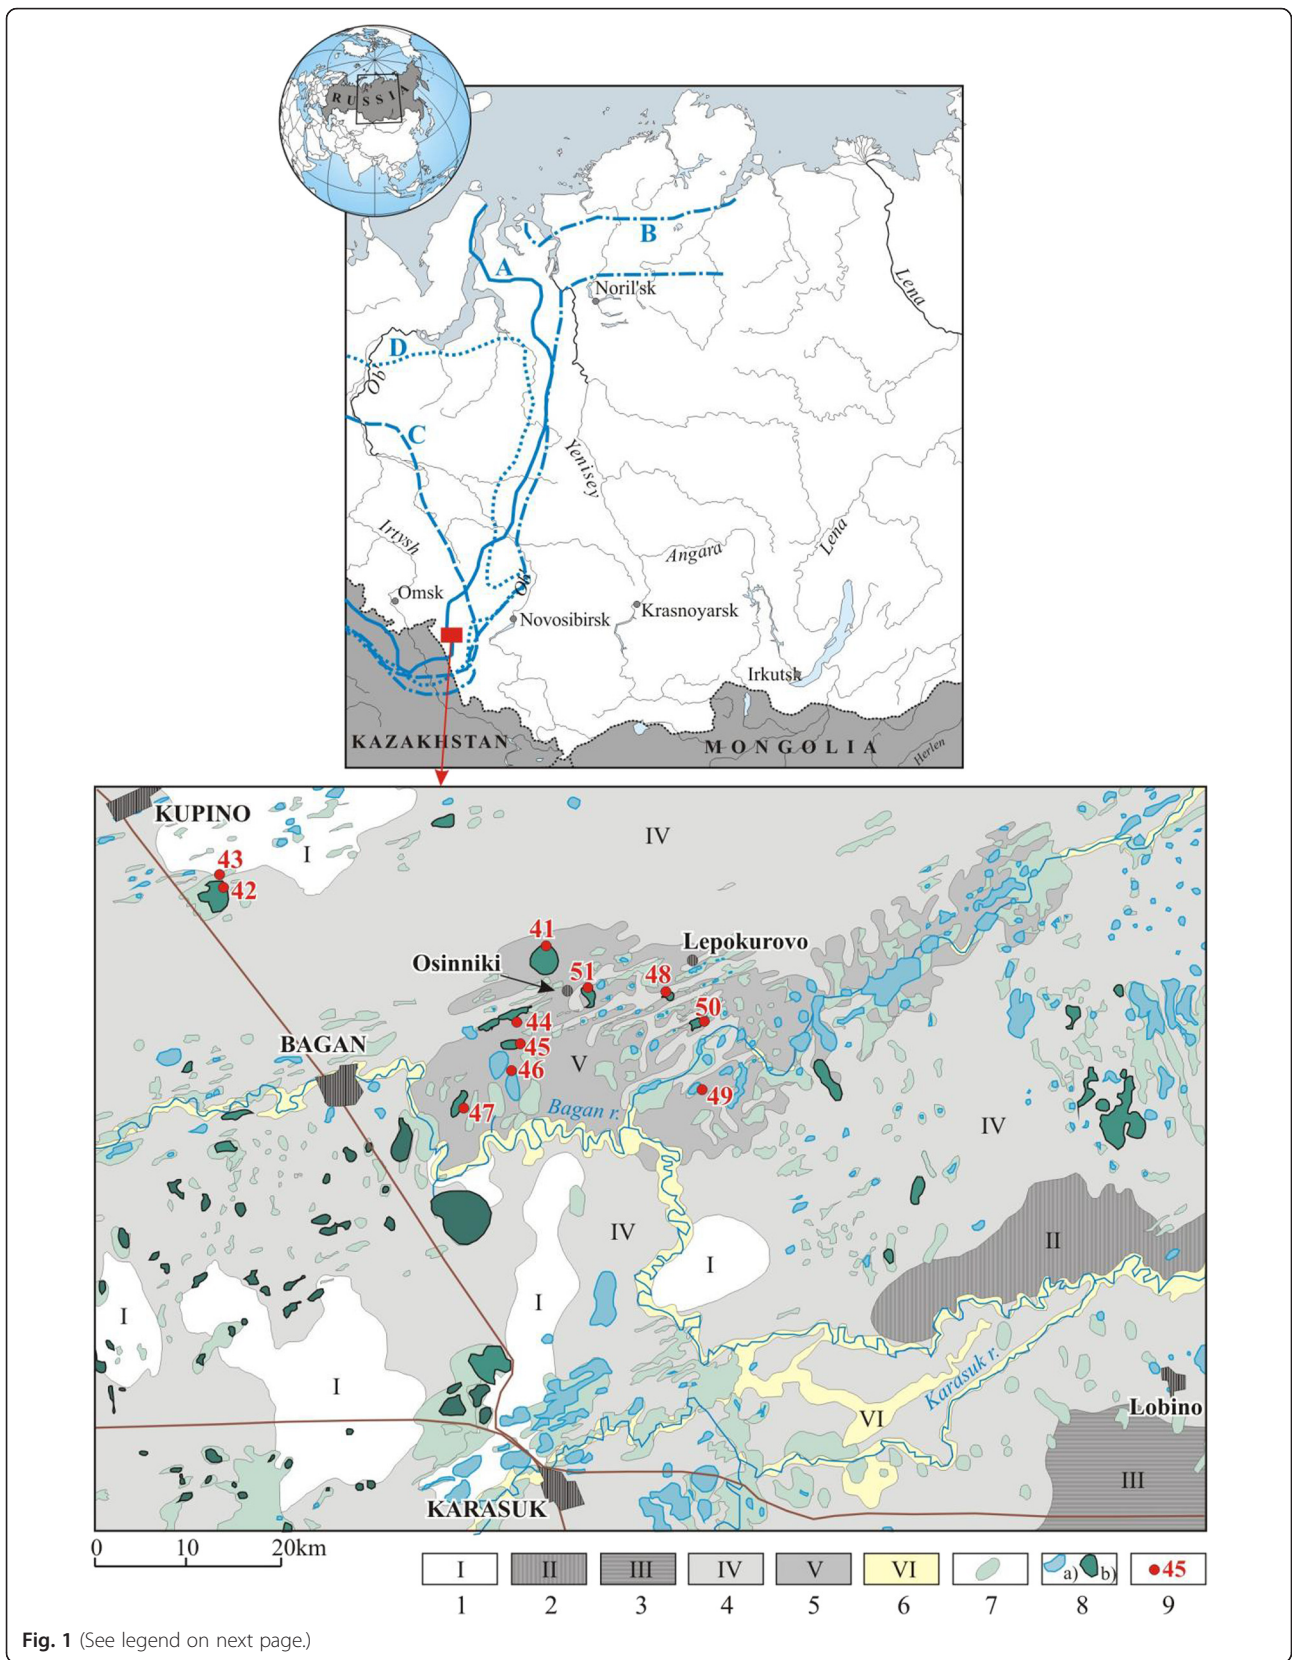 RUSSIA
B
A
Noril'sk
Lena
D
Ob'
C
Yenisey
Irtysh
Angara
Lena
Omsk
Ob'
Novosibirsk
Krasnoyarsk
Irkutsk
KAZAKHSTAN
MONGOLIA
Herlen
KUPINO
IV
I
43
42
41
Lepokurovo
Osinniki
51
48
50
44
BAGAN
45
46
V
49
47
Bagan r.
IV
IV
II
I
I
I
I
Karasuk r.
Lobino
VI
III
KARASUK
0 10 20km
I II III IV V VI a) b) 45
1 2 3 4 5 6 7 8 9
Fig. 1 (See legend on next page.)